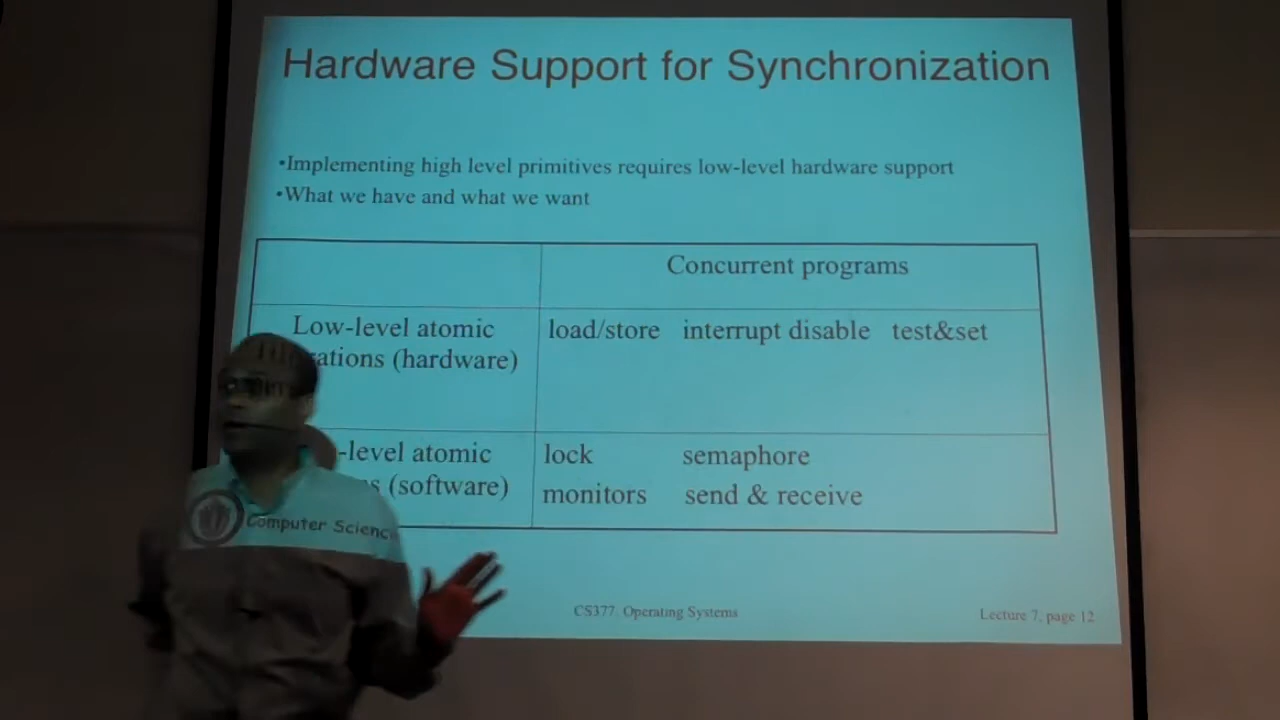 Hardware Support for Synchronization
•Implementing high level primitives requires low-level hardware support
•What we have and what we want
Concurrent programs
Low-level atomic
(hardware)
load/store interrupt disable test&set
-level atomic
(software)
lock semaphore
monitors send & receive
Computer Science
CS377: Operating Systems
Lecture 7, page 12